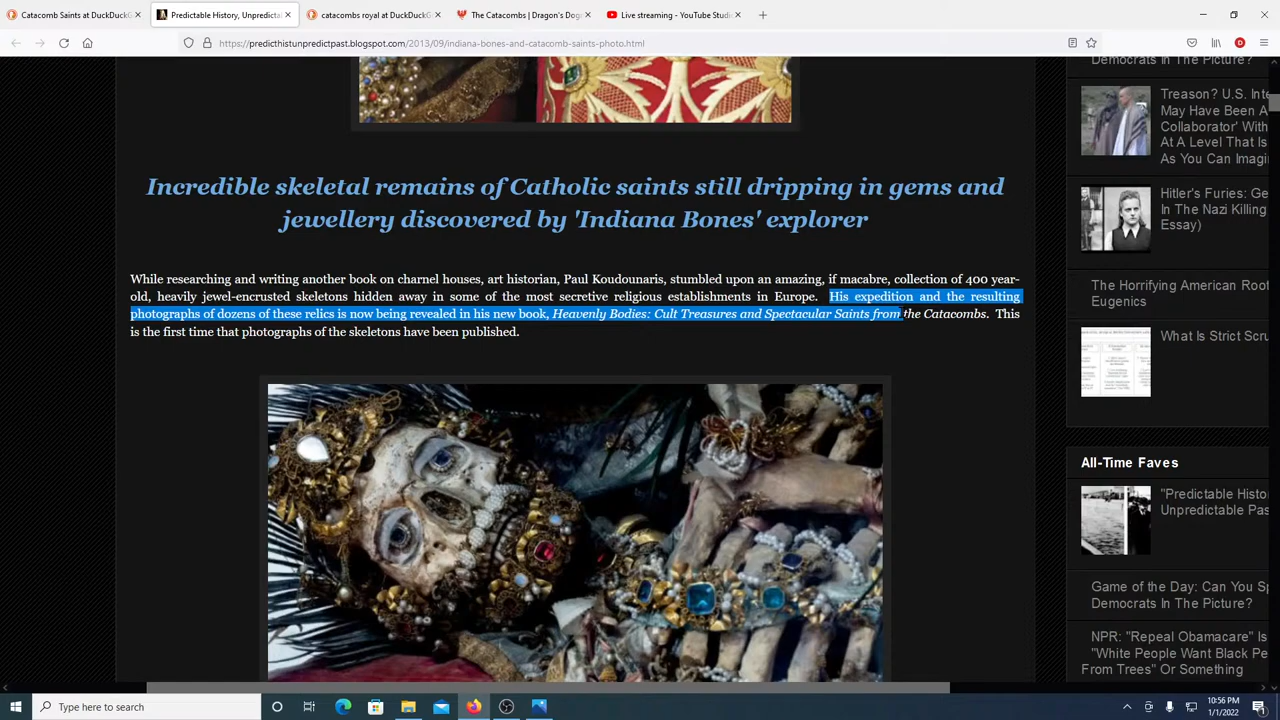 Catacomb Saints at DuckDuckG
Predictable History, Unpredictal
catacombs royal at DuckDuckG
The Catacombs | Dragon's Dog
Live streaming - YouTube Studi
https://predicthistunpredictpast.blogspot.com/2013/09/indiana-bones-and-catacomb-saints-photo.html
Incredible skeletal remains of Catholic saints still dripping in gems and
jewellery discovered by 'Indiana Bones' explorer
While researching and writing another book on charnel houses, art historian, Paul Koudounaris, stumbled upon an amazing, if macabre, collection of 400 year-
old, heavily jewel-encrusted skeletons hidden away in some of the most secretive religious establishments in Europe. His expedition and the resulting
photographs of dozens of these relics is now being revealed in his new book, Heavenly Bodies: Cult Treasures and Spectacular Saints from the Catacombs. This
is the first time that photographs of the skeletons have been published.
Democrats In The Picture?
Treason? U.S. Inte
May Have Been A
Collaborator' With
At A Level That Is
As You Can Imagin
Hitler's Furies: Ge
In The Nazi Killing
Essay)
The Horrifying American Root
Eugenics
What Is Strict Scru
All-Time Faves
"Predictable Histo
Unpredictable Pas
Game of the Day: Can You Sp
Democrats In The Picture?
NPR: "Repeal Obamacare" Is
"White People Want Black Pe
From Trees" Or Something
Type here to search
10:56 PM
1/1/2022